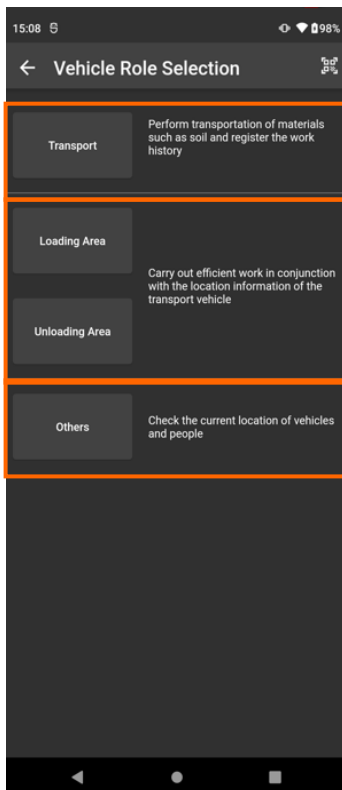 15:08 98%
Vehicle Role Selection
Transport
Perform transportation of materials
such as soil and register the work
history
Loading Area
Unloading Area
Carry out efficient work in conjunction
with the location information of the
transport vehicle
Others
Check the current location of vehicles
and people